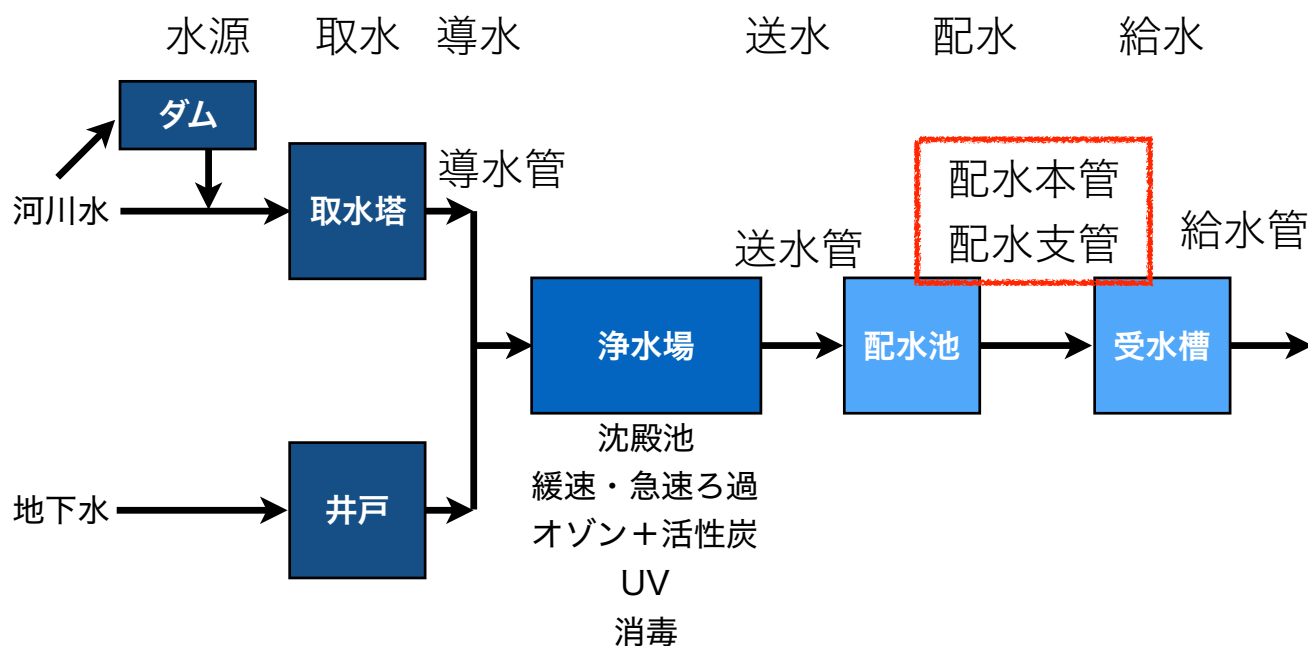 水源 取水 導水 送水 配水 給水
ダム
河川水
取水塔
導水管
配水本管
配水支管
送水管
給水管
浄水場
配水池
受水槽
地下水
井戸
沈殿池
緩速・急速ろ過
オゾン＋活性炭
UV
消毒